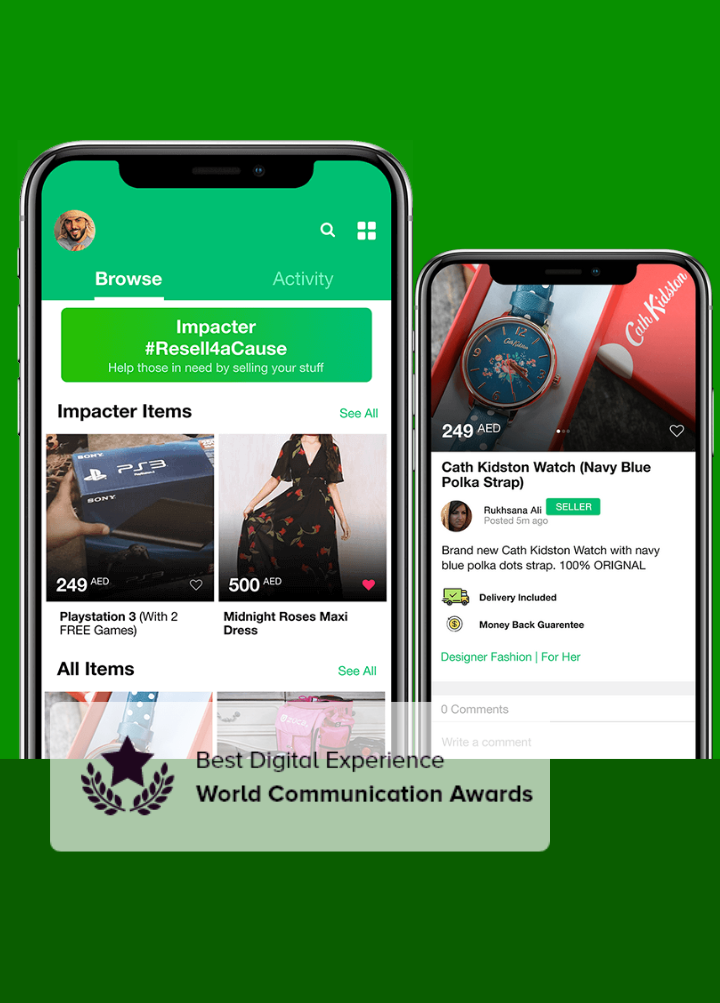 Browse
Activity
Impacter
#Resell4aCause
Help those in need by selling your stuff
Impacter Items
See All
SONY
PS3
SONY
249 AED
500 AED
Playstation 3 (With 2
FREE Games)
Midnight Roses Maxi
Dress
All Items
See All
Cath Kidston
Cath Kidston
249 AED
Cath Kidston Watch (Navy Blue
Polka Strap)
Rukhsana Ali
SELLER
Posted 5m ago
Brand new Cath Kidston Watch with navy
blue polka dots strap. 100% ORIGNAL
Delivery Included
Money Back Guarentee
Designer Fashion | For Her
0 Comments
Write a comment
Best Digital Experience
World Communication Awards